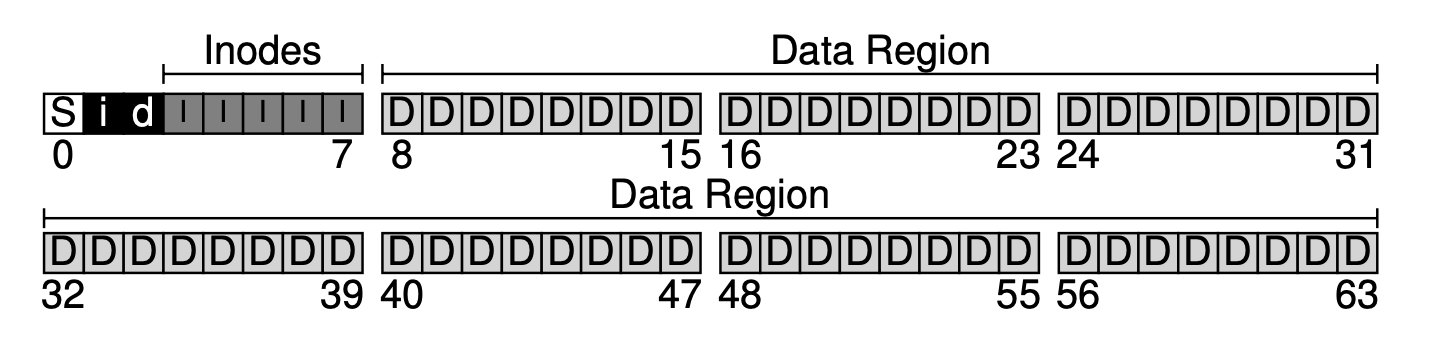 Inodes Data Region
S i d I I I I I D D D D D D D D D D D D D D D D D D D D D D D D
0 7 8 15 16 23 24 31
Data Region
D D D D D D D D D D D D D D D D D D D D D D D D D D D D D D D D
32 39 40 47 48 55 56 63